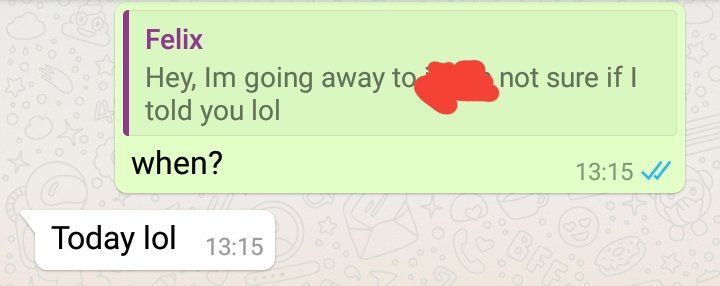 Felix
Hey, Im going away to not sure if I
told you lol
when?
13:15
Today lol
13:15